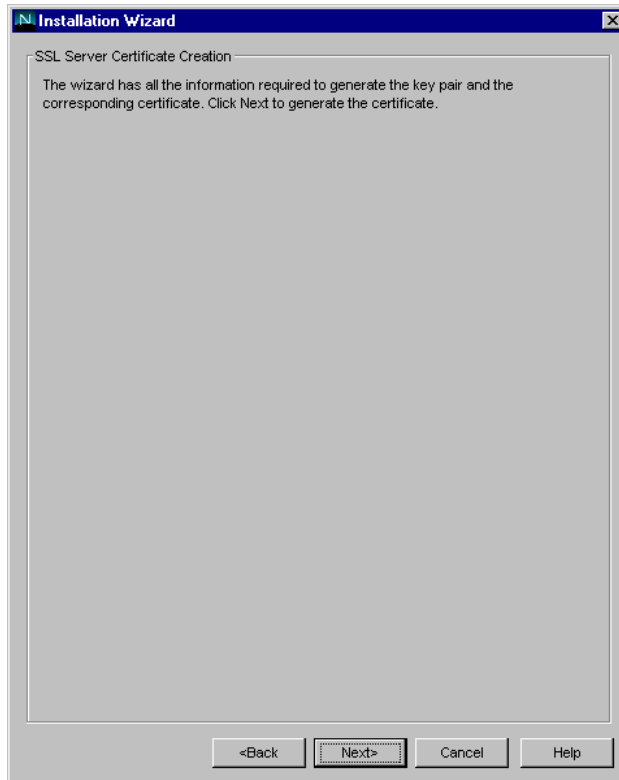 N Installation Wizard
SSL Server Certificate Creation
The wizard has all the information required to generate the key pair and the
corresponding certificate. Click Next to generate the certificate.
<Back Next> Cancel Help